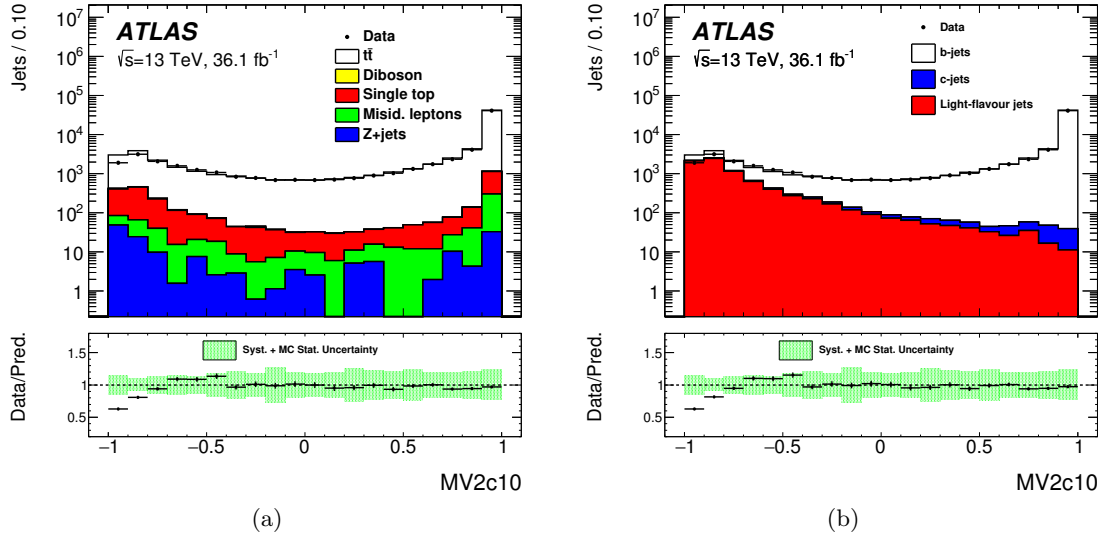 Jets / 0.10
10⁷
10⁶
10⁵
10⁴
10³
10²
10
1
ATLAS
√s=13 TeV, 36.1 fb⁻¹
Data
tt̄
Diboson
Single top
Misid. leptons
Z+jets
Data/Pred.
1.5
1
0.5
Syst. + MC Stat. Uncertainty
−1 −0.5 0 0.5 1
MV2c10
(a)
Jets / 0.10
10⁷
10⁶
10⁵
10⁴
10³
10²
10
1
ATLAS
√s=13 TeV, 36.1 fb⁻¹
Data
b-jets
c-jets
Light-flavour jets
Data/Pred.
1.5
1
0.5
Syst. + MC Stat. Uncertainty
−1 −0.5 0 0.5 1
MV2c10
(b)